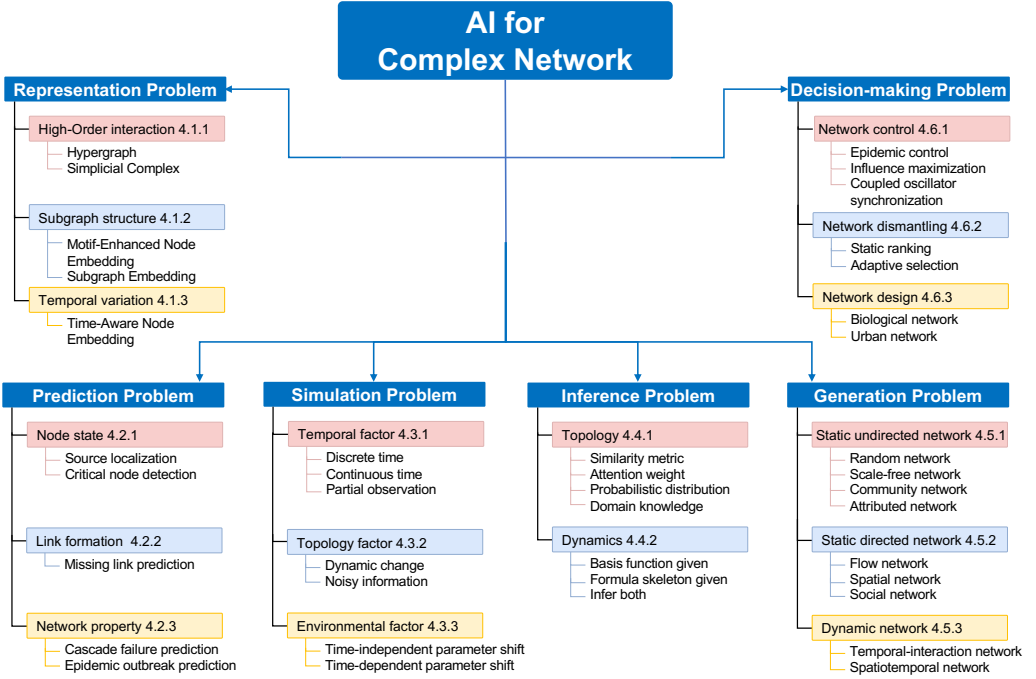 AI for
Complex Network
Representation Problem
High-Order interaction 4.1.1
Hypergraph
Simplicial Complex
Subgraph structure 4.1.2
Motif-Enhanced Node
Embedding
Subgraph Embedding
Temporal variation 4.1.3
Time-Aware Node
Embedding
Decision-making Problem
Network control 4.6.1
Epidemic control
Influence maximization
Coupled oscillator
synchronization
Network dismantling 4.6.2
Static ranking
Adaptive selection
Network design 4.6.3
Biological network
Urban network
Prediction Problem
Node state 4.2.1
Source localization
Critical node detection
Link formation 4.2.2
Missing link prediction
Network property 4.2.3
Cascade failure prediction
Epidemic outbreak prediction
Simulation Problem
Temporal factor 4.3.1
Discrete time
Continuous time
Partial observation
Topology factor 4.3.2
Dynamic change
Noisy information
Environmental factor 4.3.3
Time-independent parameter shift
Time-dependent parameter shift
Inference Problem
Topology 4.4.1
Similarity metric
Attention weight
Probabilistic distribution
Domain knowledge
Dynamics 4.4.2
Basis function given
Formula skeleton given
Infer both
Generation Problem
Static undirected network 4.5.1
Random network
Scale-free network
Community network
Attributed network
Static directed network 4.5.2
Flow network
Spatial network
Social network
Dynamic network 4.5.3
Temporal-interaction network
Spatiotemporal network